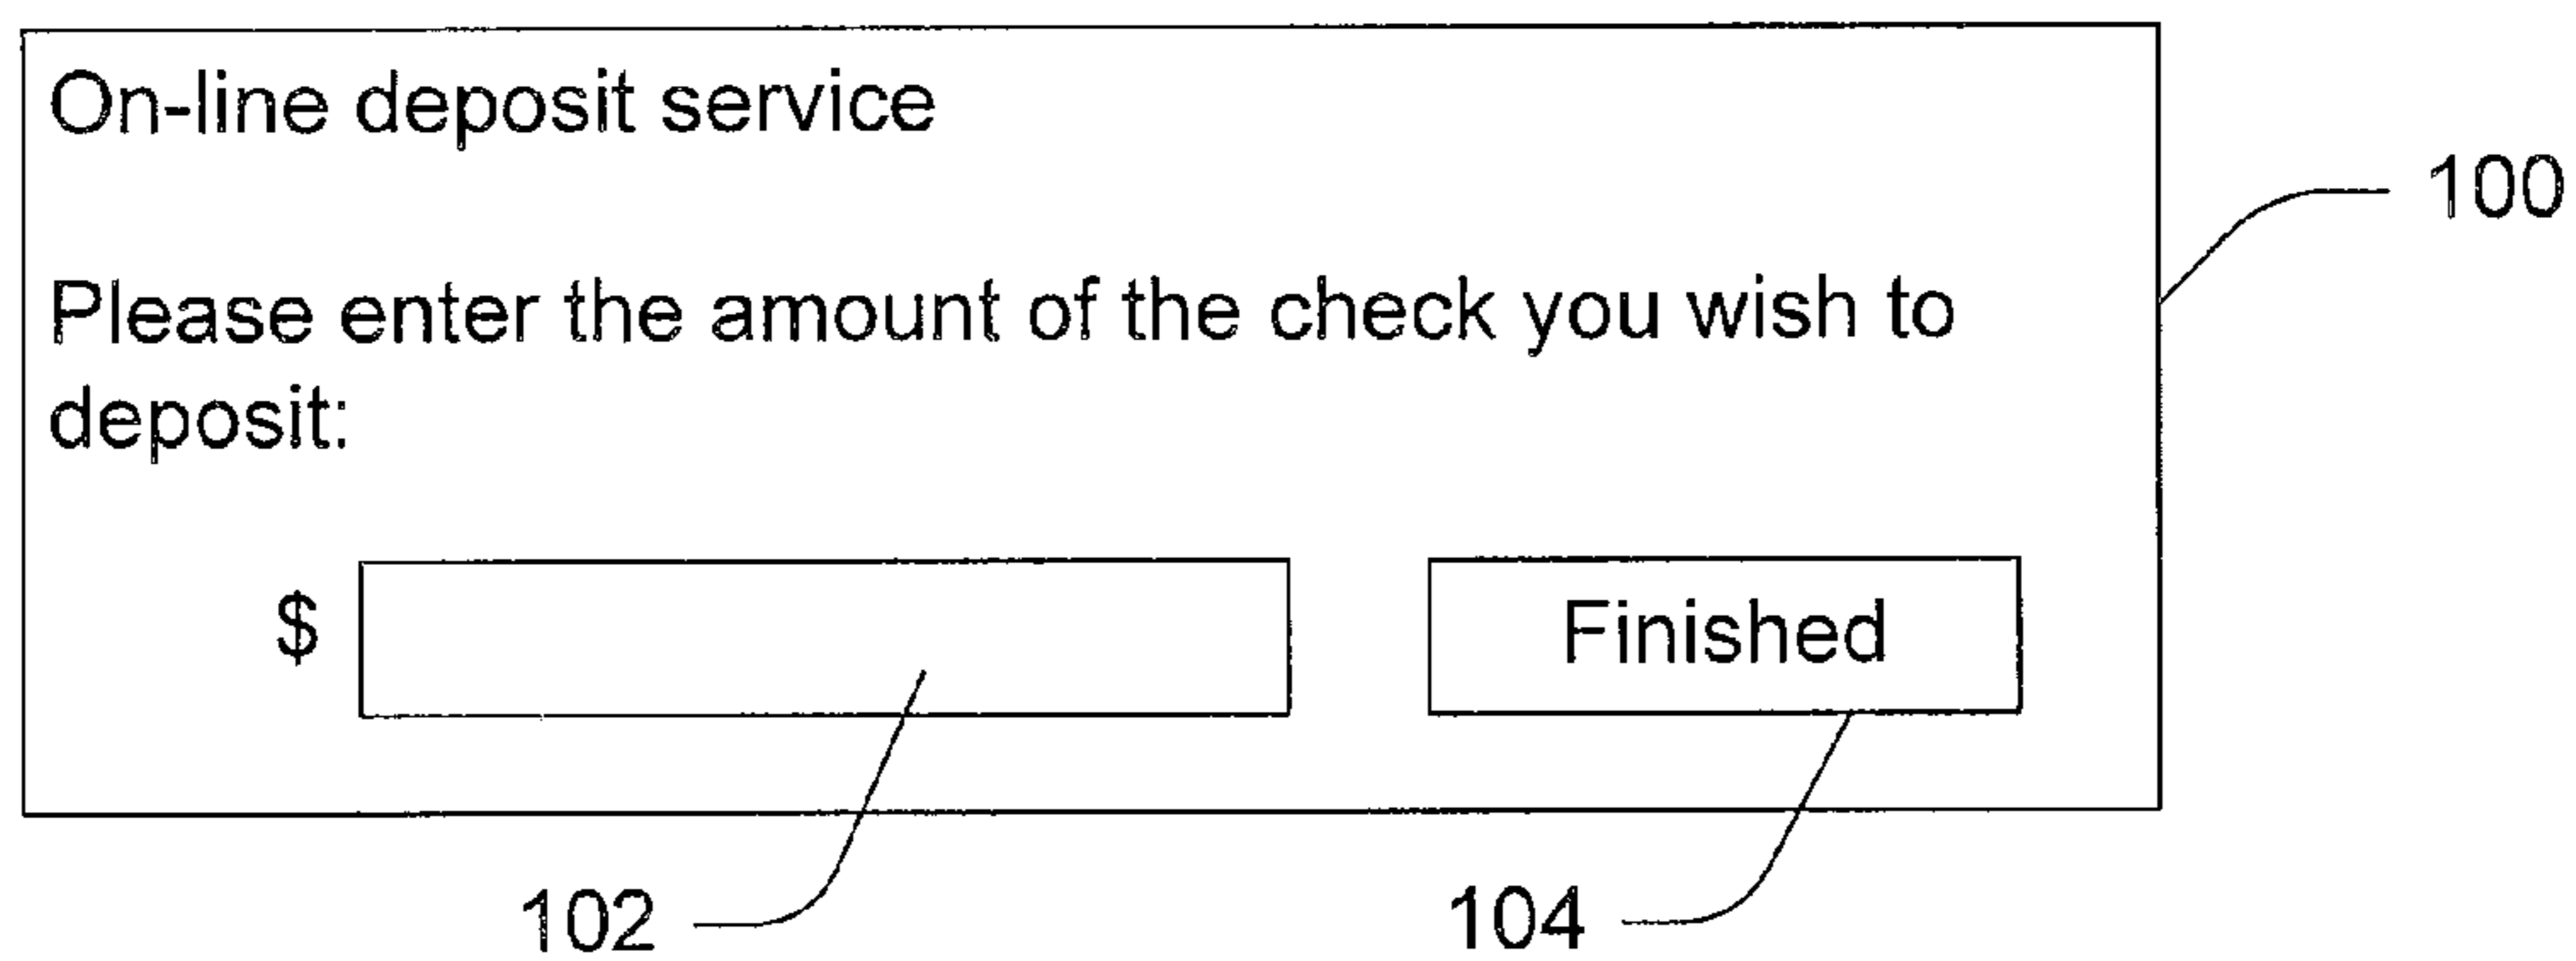 On-line deposit service
100
Please enter the amount of the check you wish to
deposit:
$ Finished
102 104